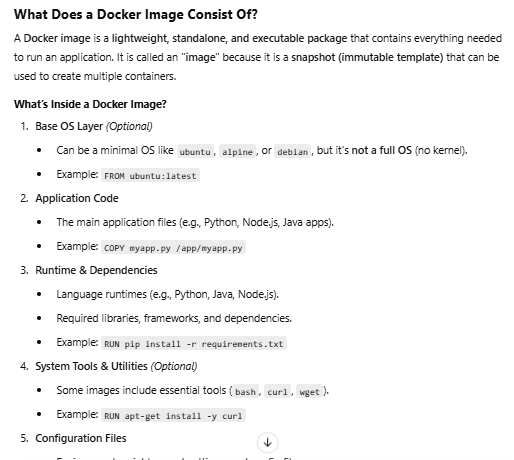 What Does a Docker Image Consist Of?
A Docker image is a lightweight, standalone, and executable package that contains everything needed
to run an application. It is called an "image" because it is a snapshot (immutable template) that can be
used to create multiple containers.
What's Inside a Docker Image?
1. Base OS Layer (Optional)
• Can be a minimal OS like ubuntu, alpine, or debian, but it's not a full OS (no kernel).
• Example: FROM ubuntu:latest
2. Application Code
• The main application files (e.g., Python, Node.js, Java apps).
• Example: COPY myapp.py /app/myapp.py
3. Runtime & Dependencies
• Language runtimes (e.g., Python, Java, Node.js).
• Required libraries, frameworks, and dependencies.
• Example: RUN pip install -r requirements.txt
4. System Tools & Utilities (Optional)
• Some images include essential tools (bash, curl, wget).
• Example: RUN apt-get install -y curl
5. Configuration Files